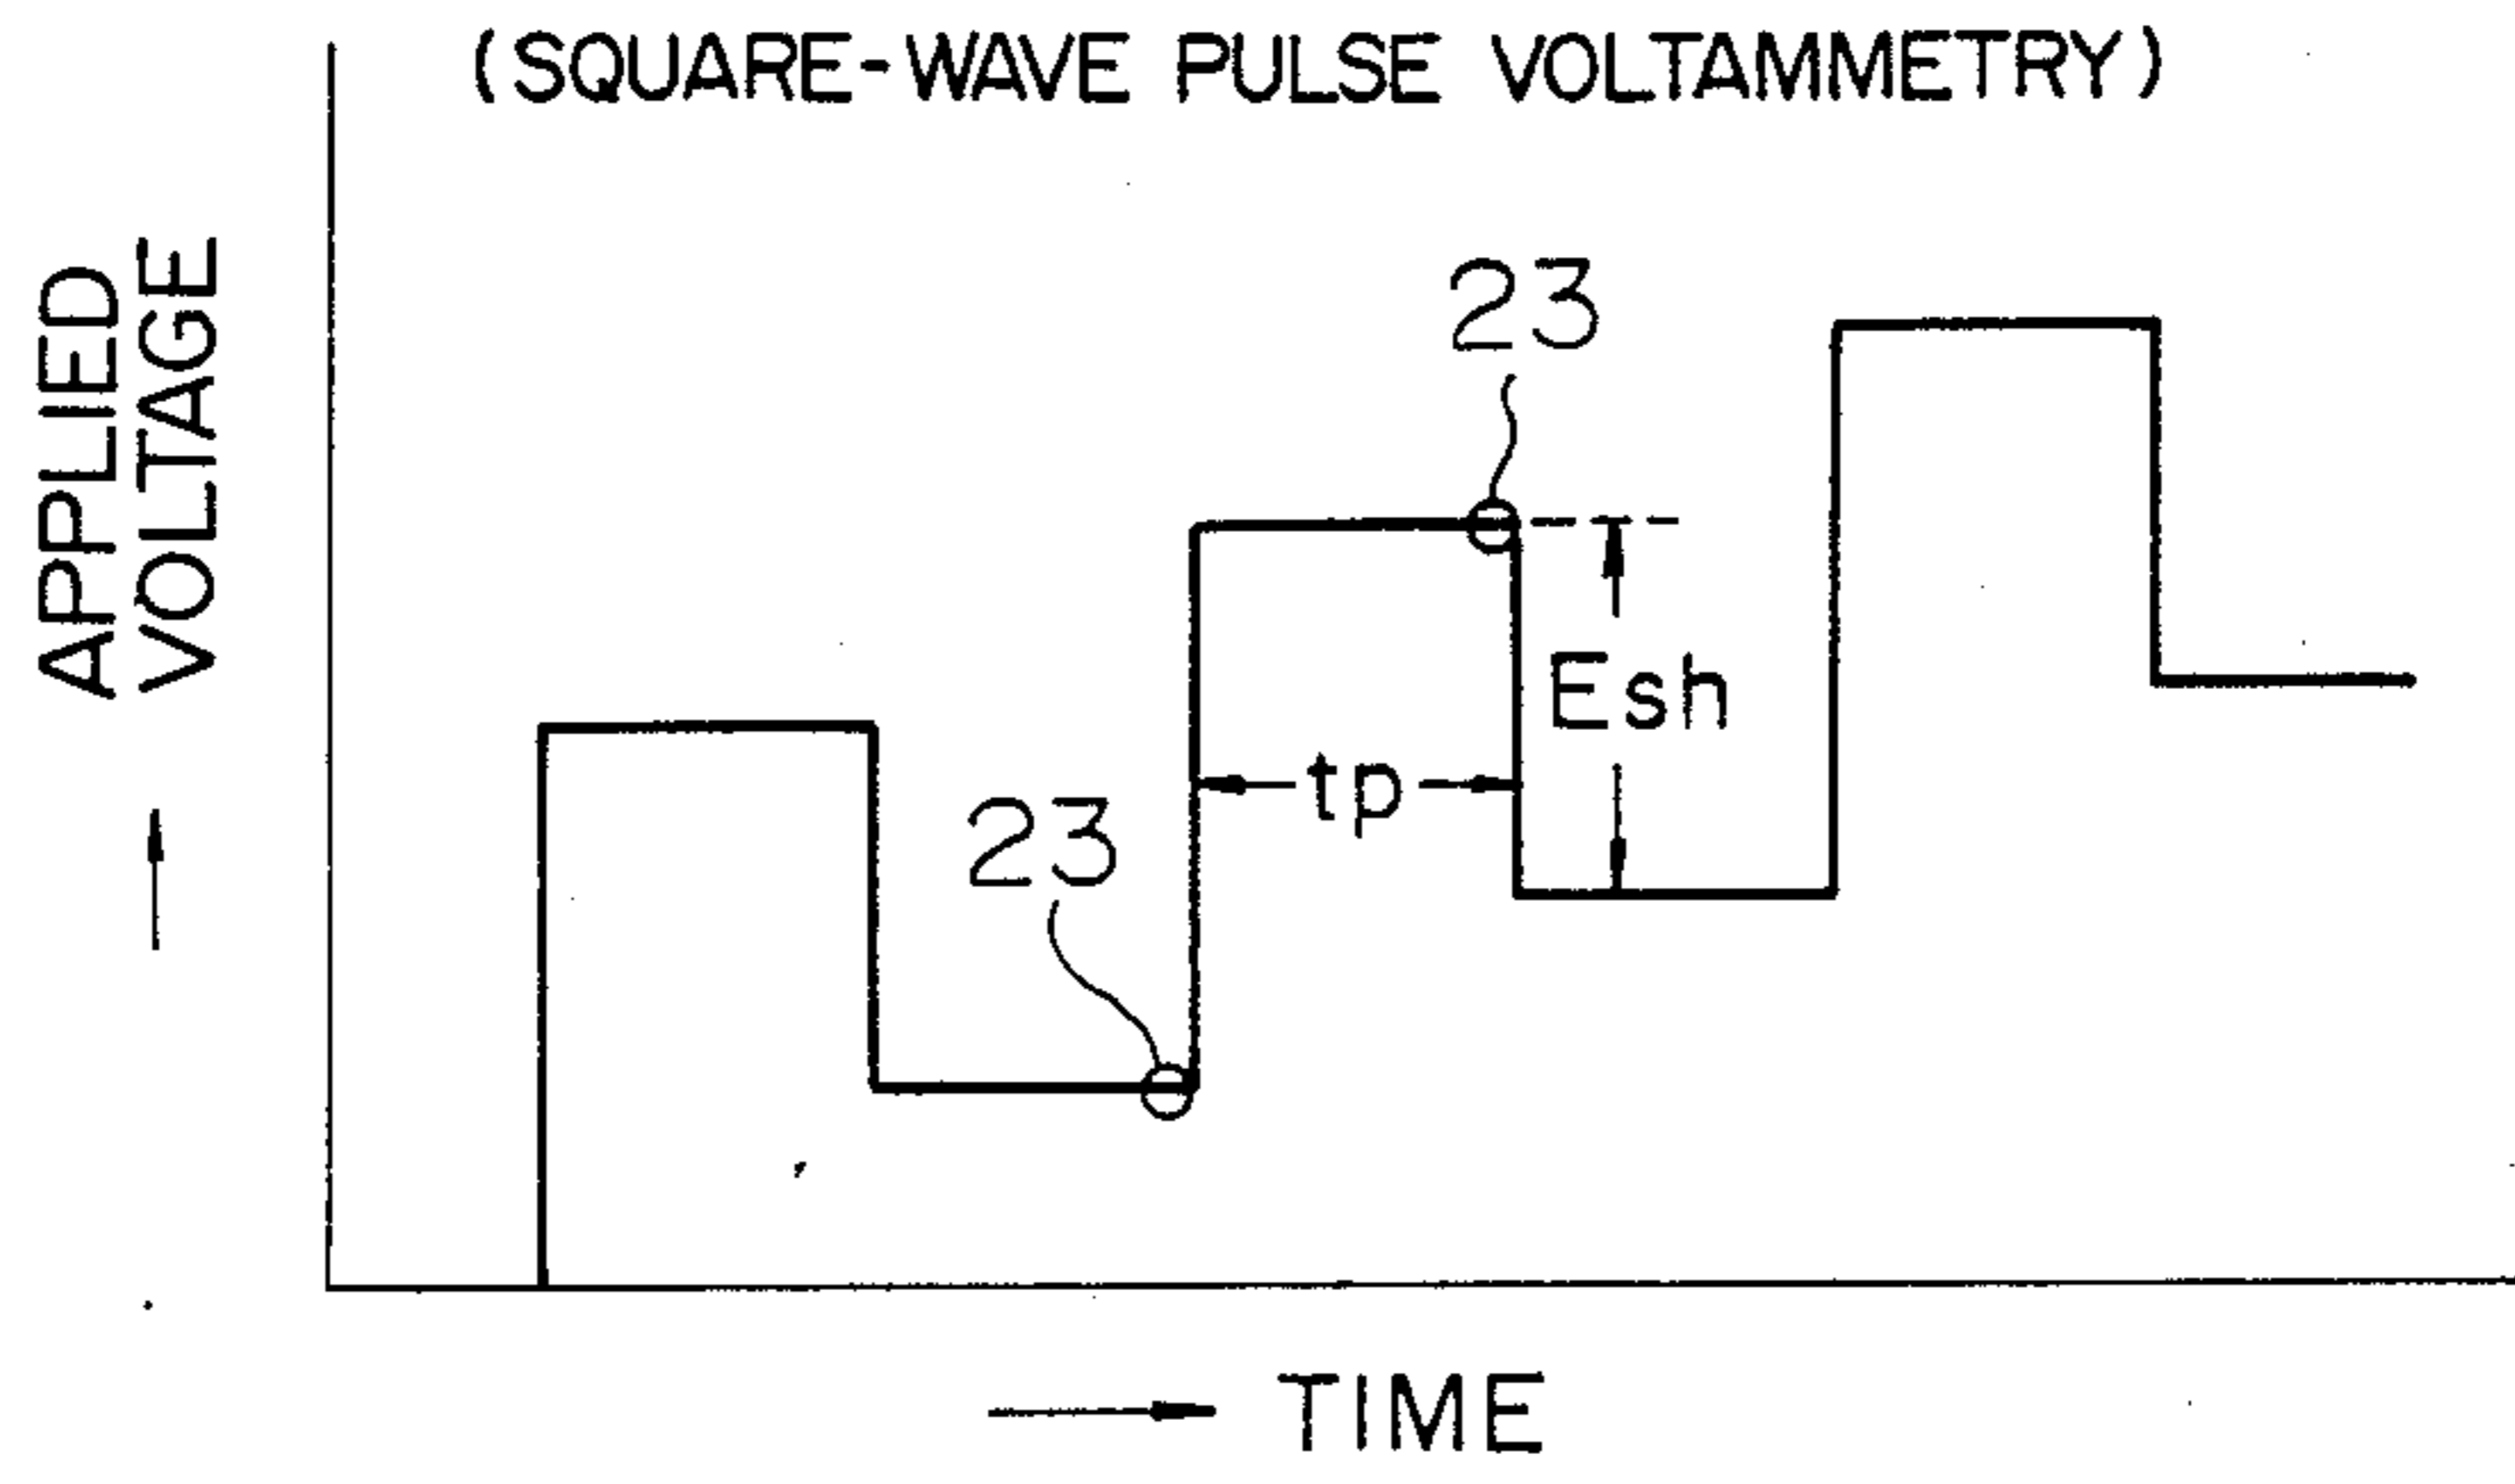 (SQUARE-WAVE PULSE VOLTAMMETRY)
APPLIED
VOLTAGE
23
Esh
tp
23
TIME